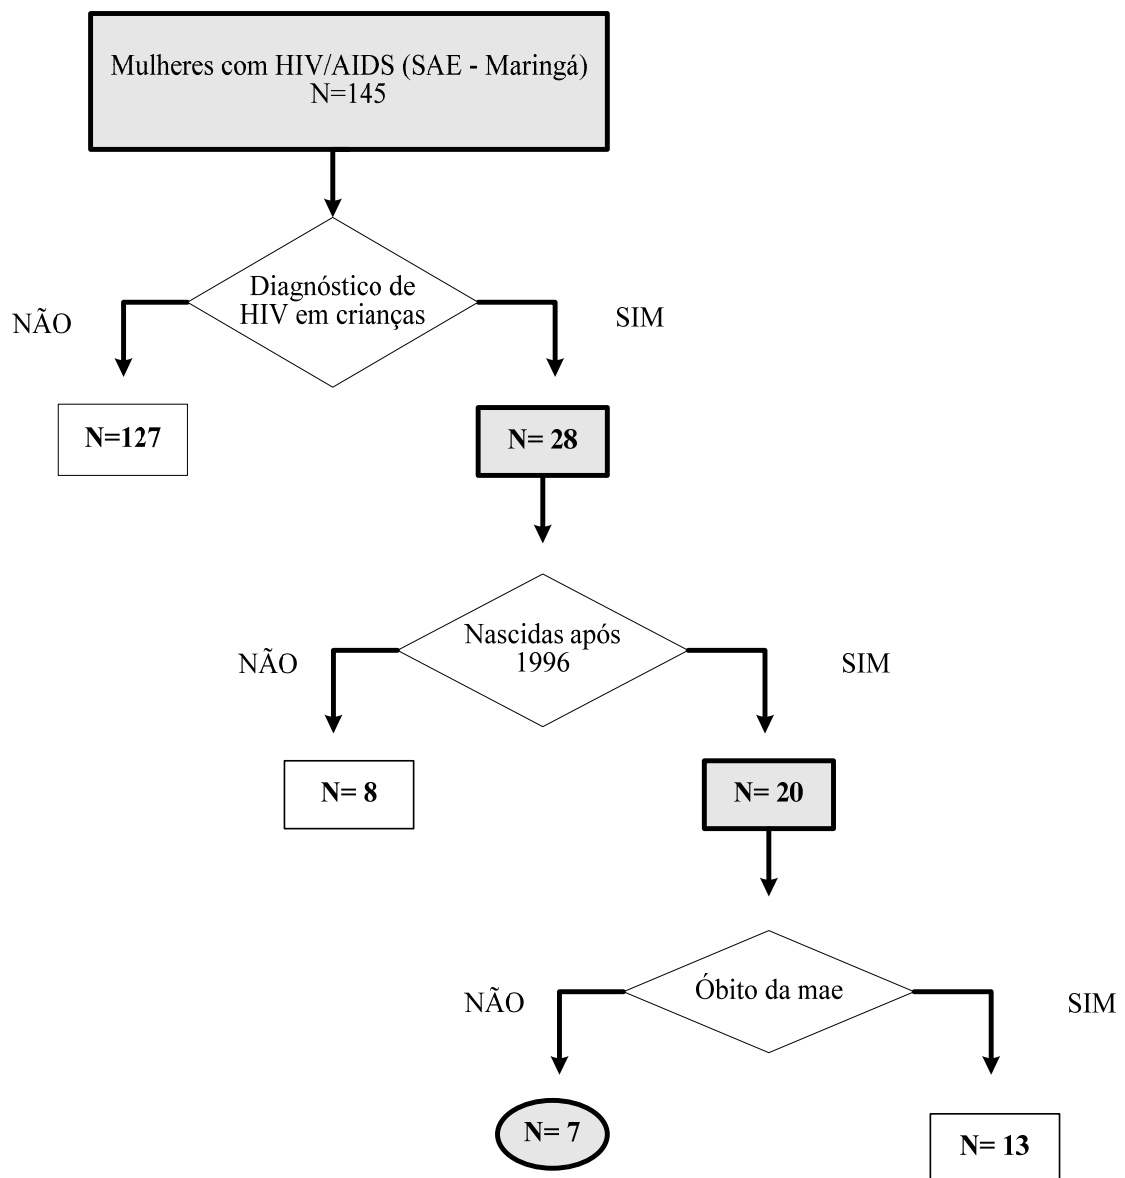 Mulheres com HIV/AIDS (SAE - Maringá)
N=145
Diagnóstico de
HIV em crianças
NÃO
SIM
N=127
N= 28
Nascidas após
1996
NÃO
SIM
N= 8
N= 20
Óbito da mae
NÃO
SIM
N= 7
N= 13